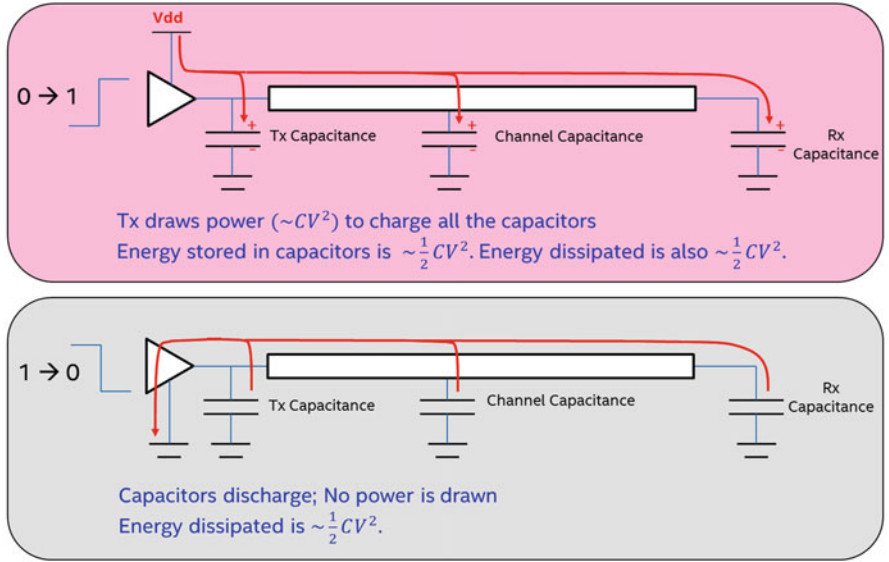 Vdd
0 → 1
+
-
Tx Capacitance
+
-
Channel Capacitance
+
-
Rx
Capacitance
Tx draws power (~CV²) to charge all the capacitors
Energy stored in capacitors is ~½CV². Energy dissipated is also ~½CV².
1 → 0
Tx Capacitance
Channel Capacitance
Rx
Capacitance
Capacitors discharge; No power is drawn
Energy dissipated is ~½CV².